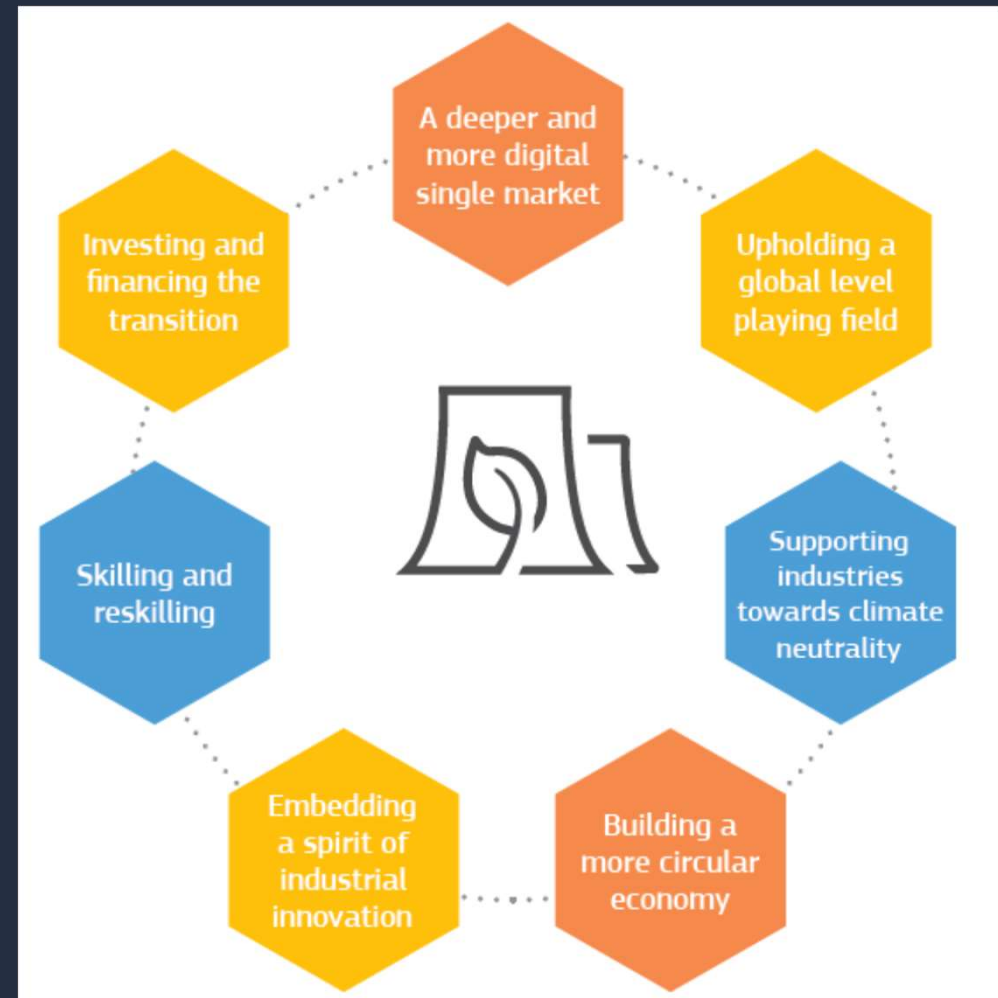 A deeper and
more digital
single market
Upholding a
global level
playing field
Supporting
industries
towards climate
neutrality
Building a
more circular
economy
Embedding
a spirit of
industrial
innovation
Skilling and
reskilling
Investing and
financing the
transition